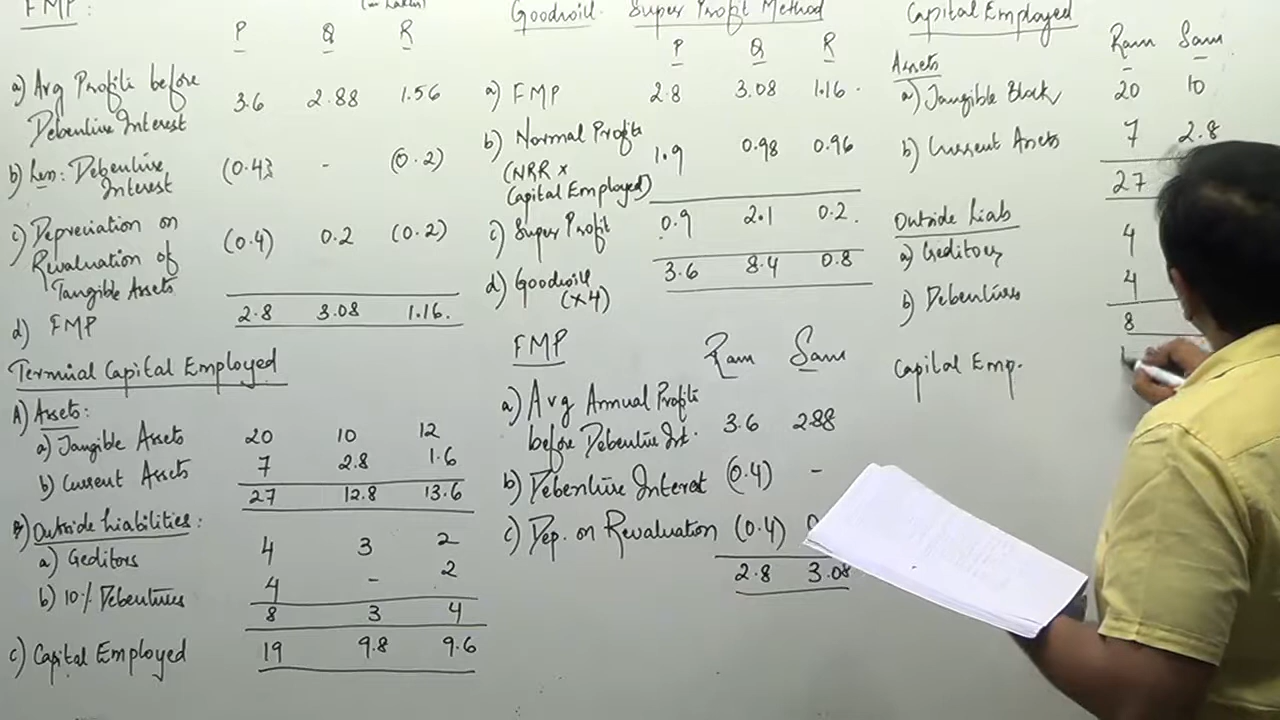 FMP:
P Q R
a) Avg Profits before 3.6 2.88 1.56
Debenture Interest
b) Less: Debenture (0.4) - (0.2)
Interest
c) Depreciation on (0.4) 0.2 (0.2)
Revaluation of
Tangible Assets
d) FMP 2.8 3.08 1.16.
Terminal Capital Employed
A) Assets:
a) Tangible Assets 20 10 12
b) Current Assets 7 2.8 1.6
27 12.8 13.6
B) Outside Liabilities:
a) Creditors 4 3 2
b) 10% Debentures 4 - 2
8 3 4
c) Capital Employed 19 9.8 9.6
Goodwill: Super Profit Method
P Q R
a) FMP 2.8 3.08 1.16.
b) Normal Profits 1.9 0.98 0.96
(NRR x
Capital Employed)
c) Super Profit 0.9 2.1 0.2.
d) Goodwill 3.6 8.4 0.8
(x4)
FMP Ram Sam
a) Avg Annual Profits
before Debenture Int. 3.6 2.88
b) Debenture Interest (0.4) -
c) Dep. on Revaluation (0.4)
2.8 3.08
Capital Employed
Ram Sam
Assets
a) Tangible Block 20 10
b) Current Assets 7 2.8
27
Outside Liab
a) Creditors 4
b) Debentures 4
8
Capital Emp.